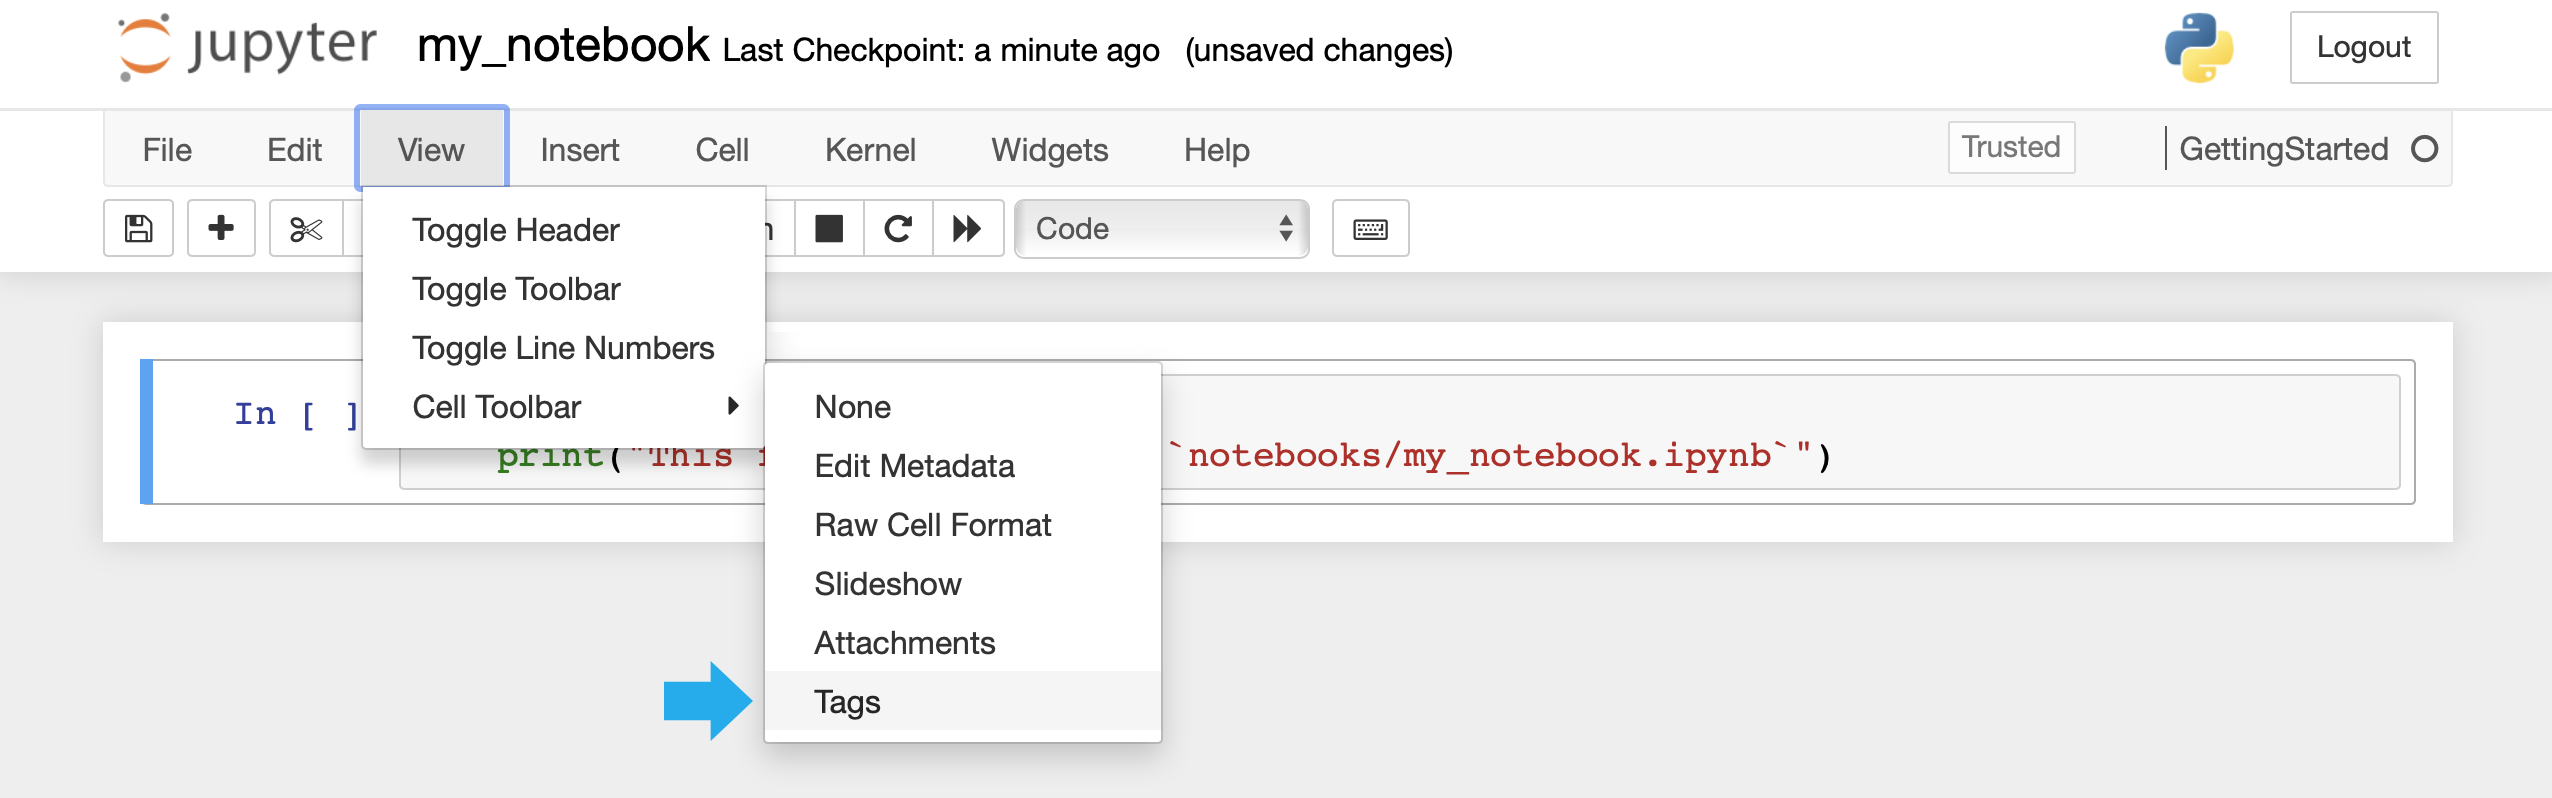 jupyter my_notebook Last Checkpoint: a minute ago (unsaved changes) Logout
File Edit View Insert Cell Kernel Widgets Help Trusted GettingStarted
Code
Toggle Header
Toggle Toolbar
Toggle Line Numbers
Cell Toolbar
In [ ]
print("This `notebooks/my_notebook.ipynb`")
None
Edit Metadata
Raw Cell Format
Slideshow
Attachments
Tags